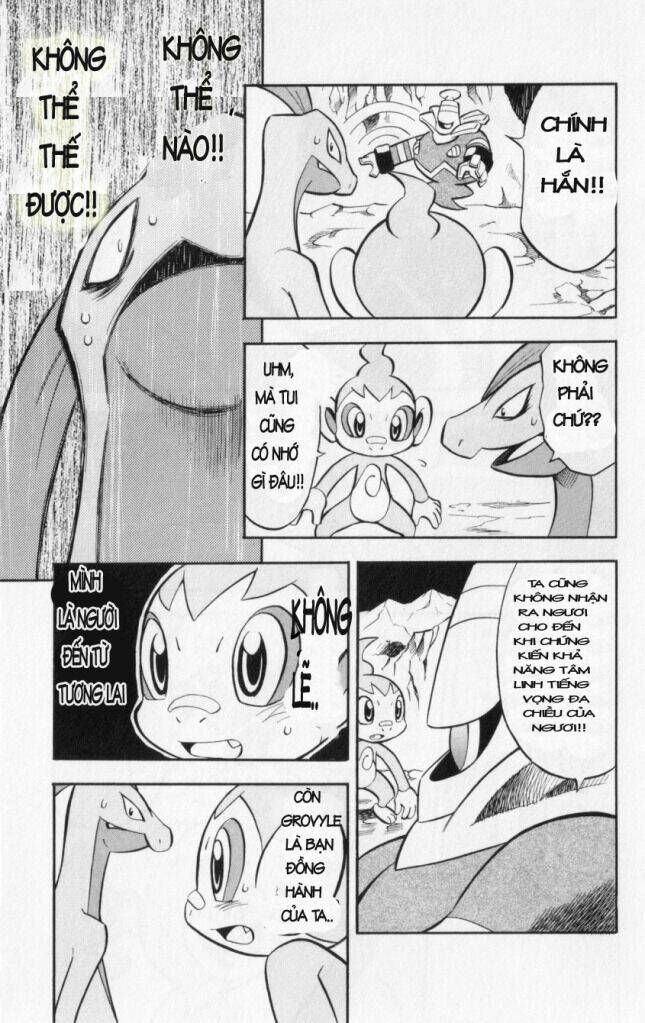 CHÍNH
LÀ
HẮN!!
KHÔNG
PHẢI
CHỨ??
UHM,
MÀ TUI
CŨNG
CÓ NHỚ
GÌ ĐÂU!!
KHÔNG
THỂ
NÀO!!
KHÔNG
THỂ
THẾ
ĐƯỢC!!
TA CŨNG
KHÔNG NHẬN
RA NGƯƠI
CHO ĐẾN
KHI CHỨNG
KIẾN KHẢ
NĂNG TÂM
LINH TIẾNG
VỌNG ĐA
CHIỀU CỦA
NGƯƠI!!
KHÔNG
LẼ..
MÌNH
LÀ NGƯỜI
ĐẾN TỪ
TƯƠNG LAI
CÒN
GROVYLE
LÀ BẠN
ĐỒNG
HÀNH
CỦA TA..